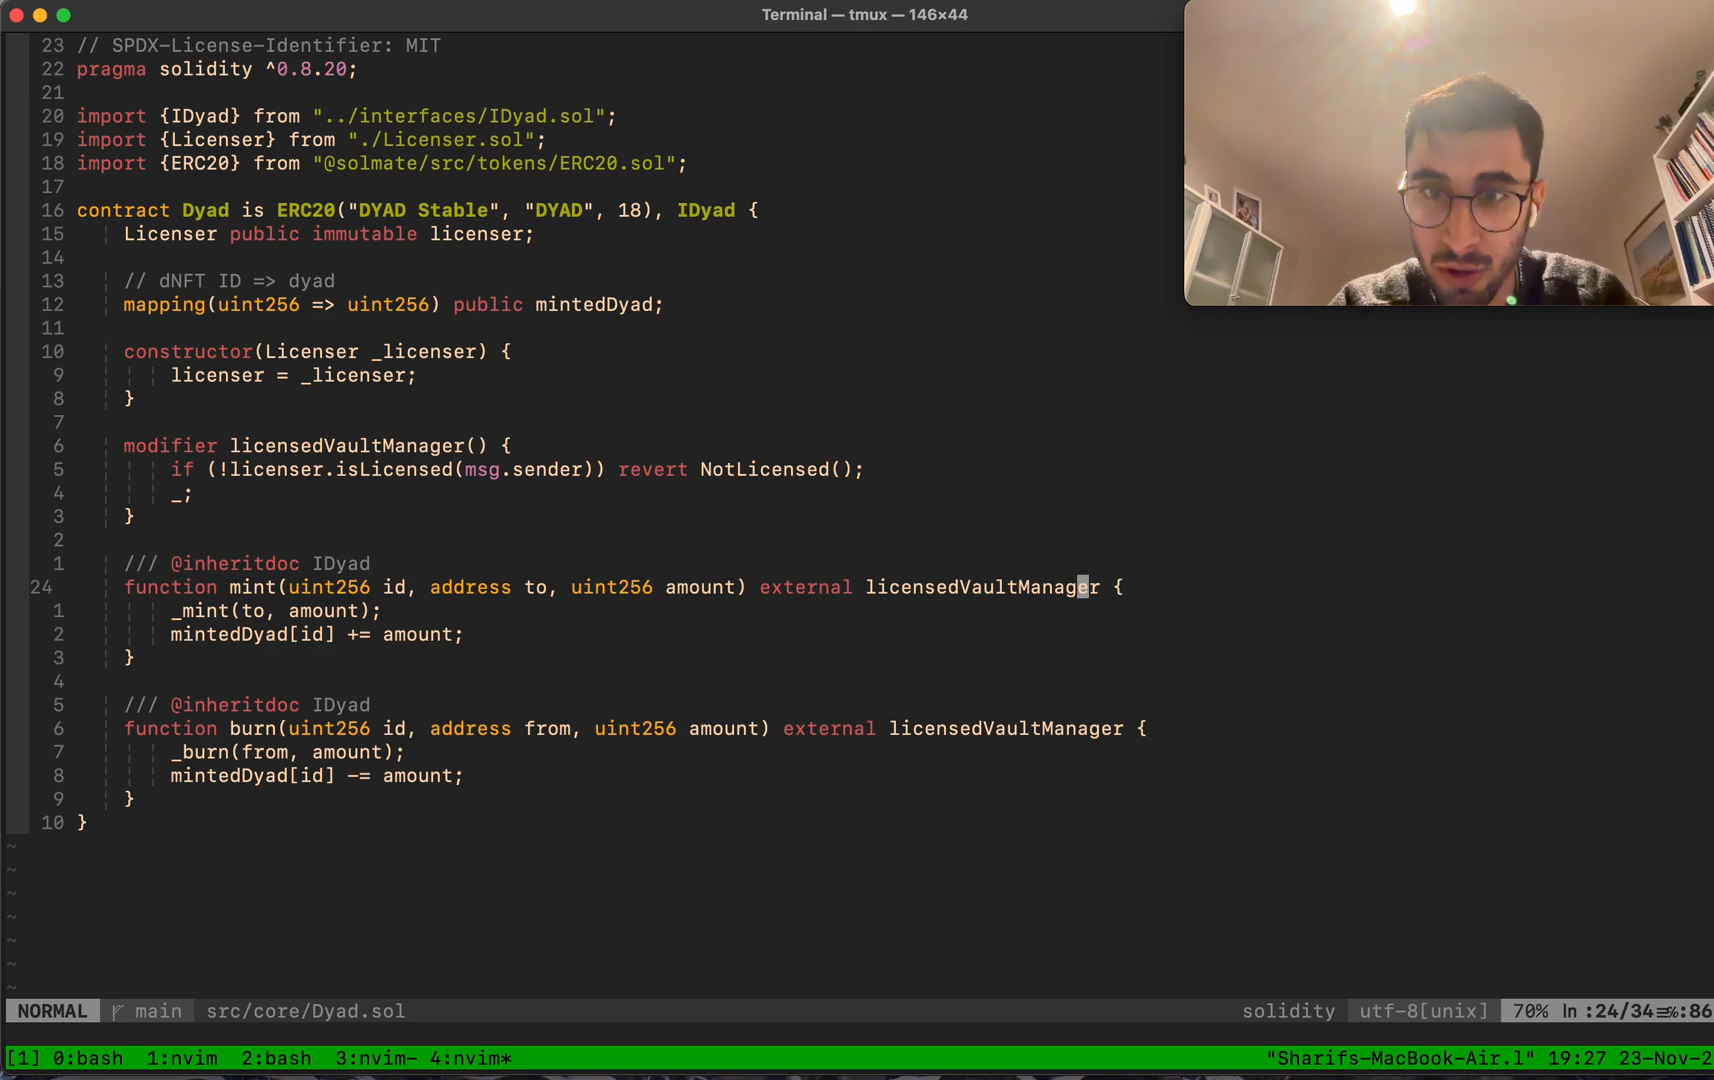 Terminal — tmux — 146×44
23 // SPDX-License-Identifier: MIT
22 pragma solidity ^0.8.20;
21
20 import {IDyad} from "../interfaces/IDyad.sol";
19 import {Licenser} from "./Licenser.sol";
18 import {ERC20} from "@solmate/src/tokens/ERC20.sol";
17
16 contract Dyad is ERC20("DYAD Stable", "DYAD", 18), IDyad {
15     Licenser public immutable licenser;
14
13     // dNFT ID => dyad
12     mapping(uint256 => uint256) public mintedDyad;
11
10     constructor(Licenser _licenser) {
9         licenser = _licenser;
8     }
7
6     modifier licensedVaultManager() {
5         if (!licenser.isLicensed(msg.sender)) revert NotLicensed();
4         _;
3     }
2
1     /// @inheritdoc IDyad
24     function mint(uint256 id, address to, uint256 amount) external licensedVaultManager {
1         _mint(to, amount);
2         mintedDyad[id] += amount;
3     }
4
5     /// @inheritdoc IDyad
6     function burn(uint256 id, address from, uint256 amount) external licensedVaultManager {
7         _burn(from, amount);
8         mintedDyad[id] -= amount;
9     }
10 }
~
~
~
~
~
~
~
NORMAL main src/core/Dyad.sol solidity utf-8[unix] 70% ln :24/34 ℅:86
[1] 0:bash 1:nvim 2:bash 3:nvim- 4:nvim* "Sharifs-MacBook-Air.l" 19:27 23-Nov-2